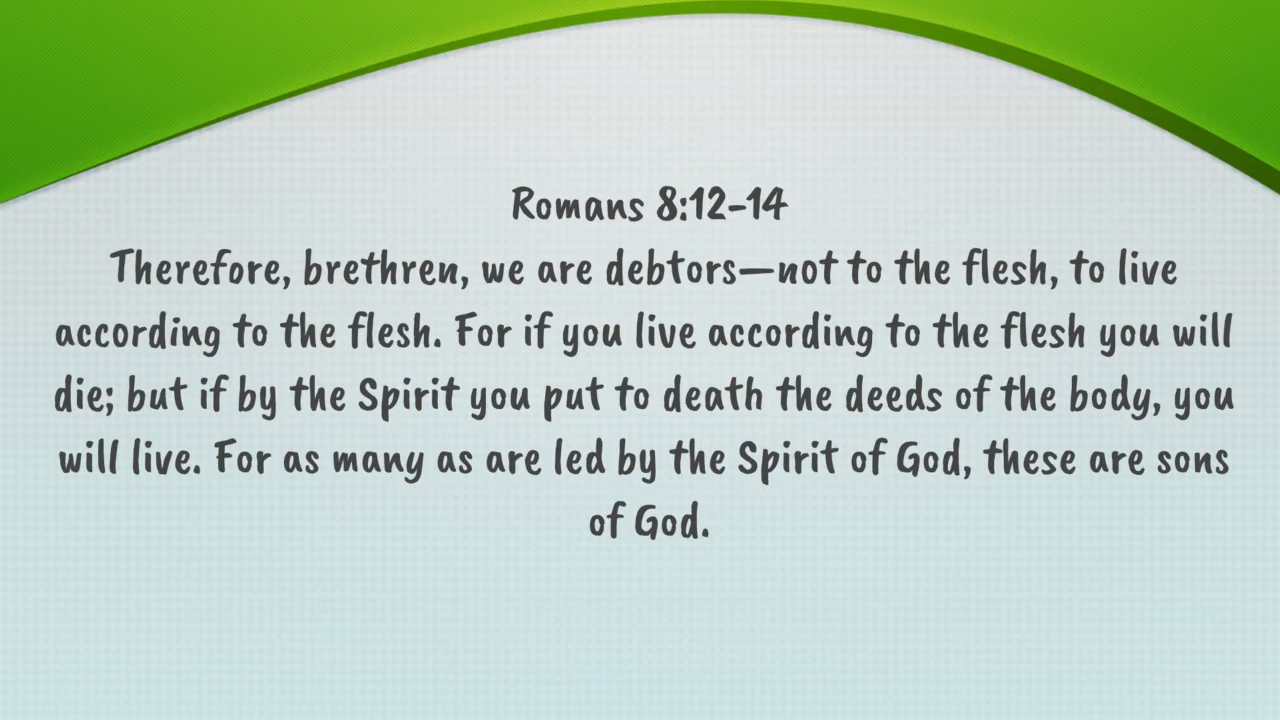 Romans 8:12-14
Therefore, brethren, we are debtors—not to the flesh, to live
according to the flesh. For if you live according to the flesh you will
die; but if by the Spirit you put to death the deeds of the body, you
will live. For as many as are led by the Spirit of God, these are sons
of God.